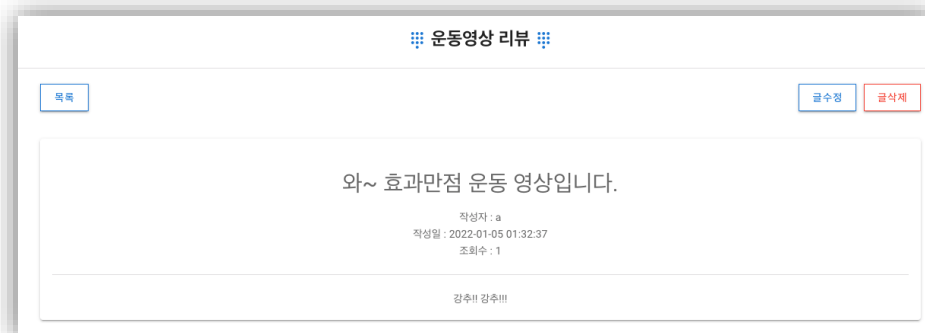 운동영상 리뷰
목록
글수정 글삭제
와~ 효과만점 운동 영상입니다.
작성자 : a
작성일 : 2022-01-05 01:32:37
조회수 : 1
강추!! 강추!!!